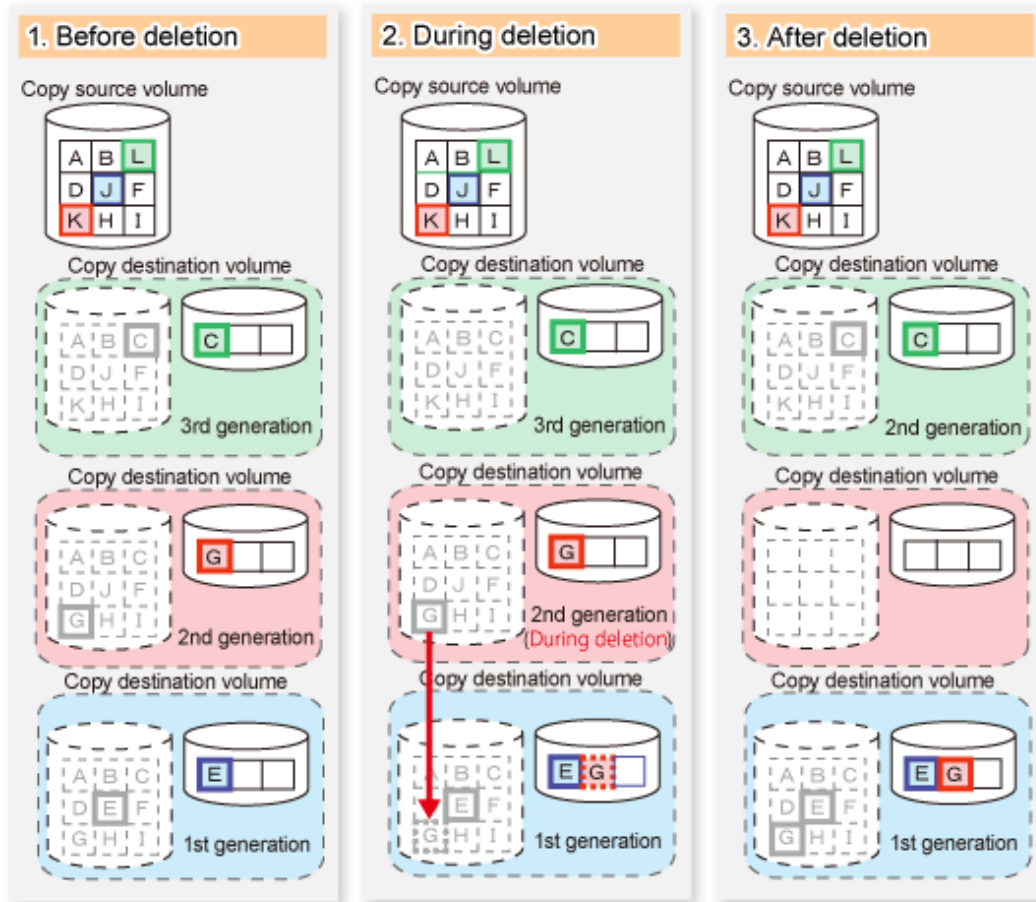 1. Before deletion
Copy source volume
A B L
D J F
K H I
Copy destination volume
A B C
D J F
K H I
C
3rd generation
Copy destination volume
A B C
D J F
G H I
G
2nd generation
Copy destination volume
A B C
D E F
G H I
E
1st generation
2. During deletion
Copy source volume
A B L
D J F
K H I
Copy destination volume
A B C
D J F
K H I
C
3rd generation
Copy destination volume
A B C
D J F
G H I
G
2nd generation
(During deletion)
Copy destination volume
A B C
D E F
G H I
E G
1st generation
3. After deletion
Copy source volume
A B L
D J F
K H I
Copy destination volume
A B C
D J F
K H I
C
2nd generation
Copy destination volume
Copy destination volume
A B C
D E F
G H I
E G
1st generation